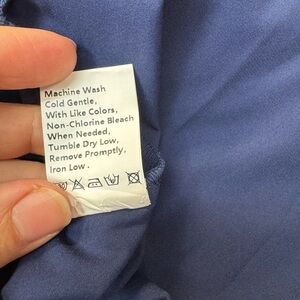 Machine Wash
Cold Gentle,
With Like Colors,
Non-Chlorine Bleach
When Needed,
Tumble Dry Low,
Remove Promptly,
Iron Low .